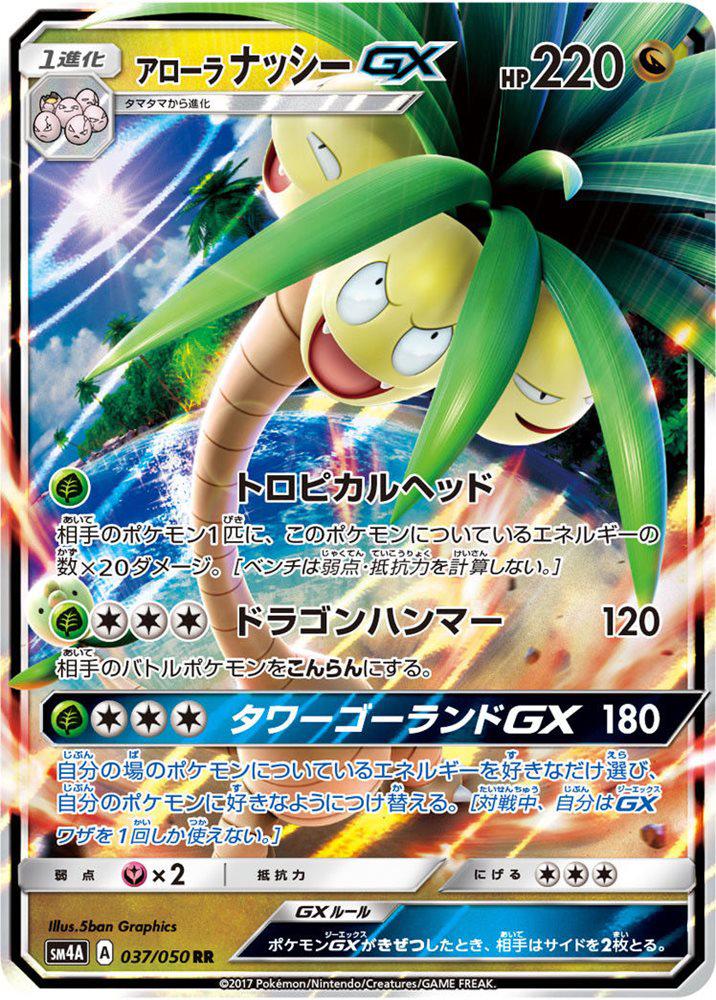 1進化
アローラ ナッシーGX
HP220
タマタマから進化
トロピカルヘッド
相手のポケモン1匹に、このポケモンについているエネルギーの
数×20ダメージ。[ベンチは弱点・抵抗力を計算しない。]
ドラゴンハンマー 120
相手のバトルポケモンをこんらんにする。
タワーゴーランドGX 180
自分の場のポケモンについているエネルギーを好きなだけ選び、
自分のポケモンに好きなようにつけ替える。[対戦中、自分はGX
ワザを1回しか使えない。]
弱点 ×2 抵抗力 にげる
Illus.5ban Graphics
GXルール
ポケモンGXがきぜつしたとき、相手はサイドを2枚とる。
SM4A A 037/050 RR
©2017 Pokémon/Nintendo/Creatures/GAME FREAK.